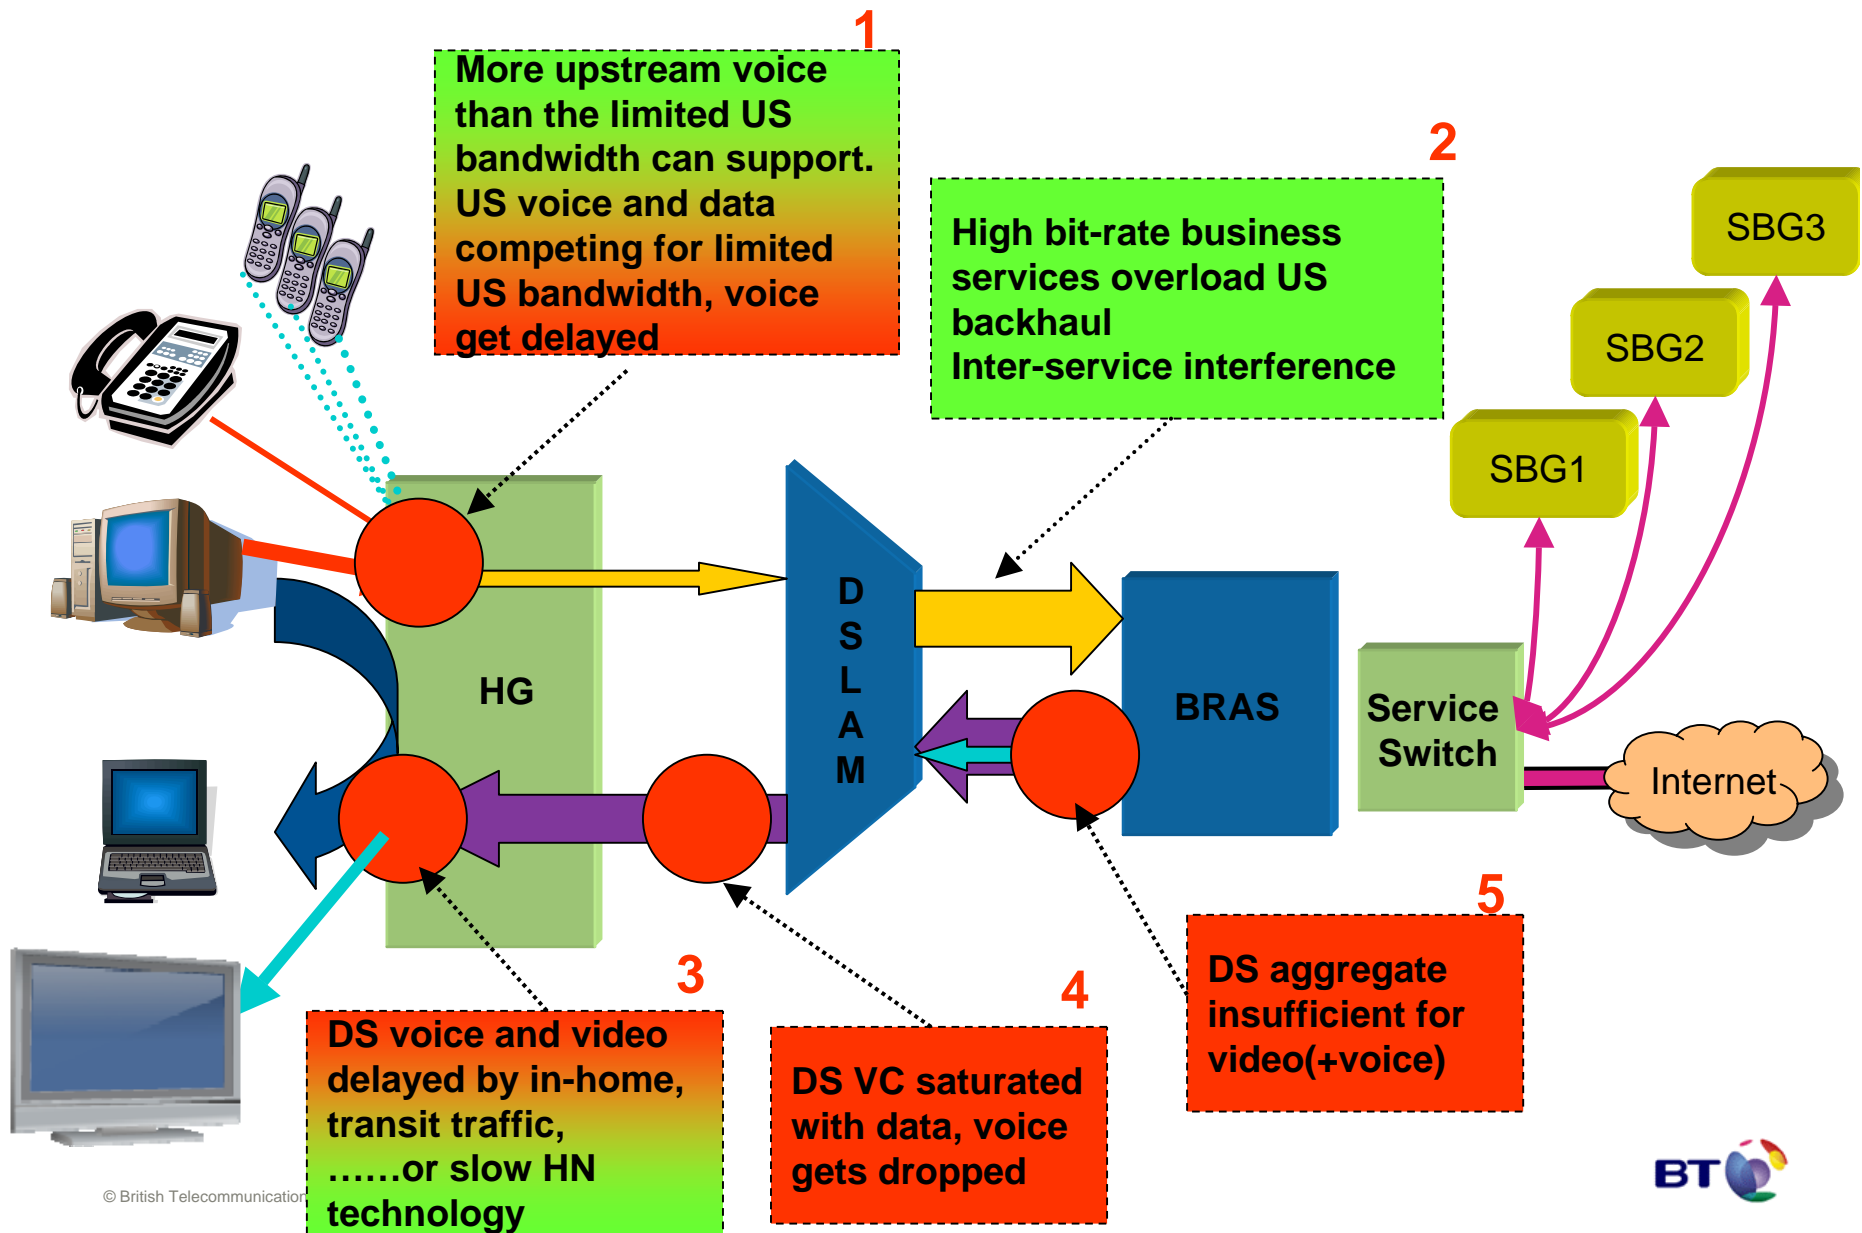 1
More upstream voice
than the limited US
bandwidth can support.
US voice and data
competing for limited
US bandwidth, voice
get delayed
2
High bit-rate business
services overload US
backhaul
Inter-service interference
SBG3
SBG2
SBG1
HG
D
S
L
A
M
BRAS
Service
Switch
Internet
3
DS voice and video
delayed by in-home,
transit traffic,
……or slow HN
technology
4
DS VC saturated
with data, voice
gets dropped
5
DS aggregate
insufficient for
video(+voice)
© British Telecommunication
BT